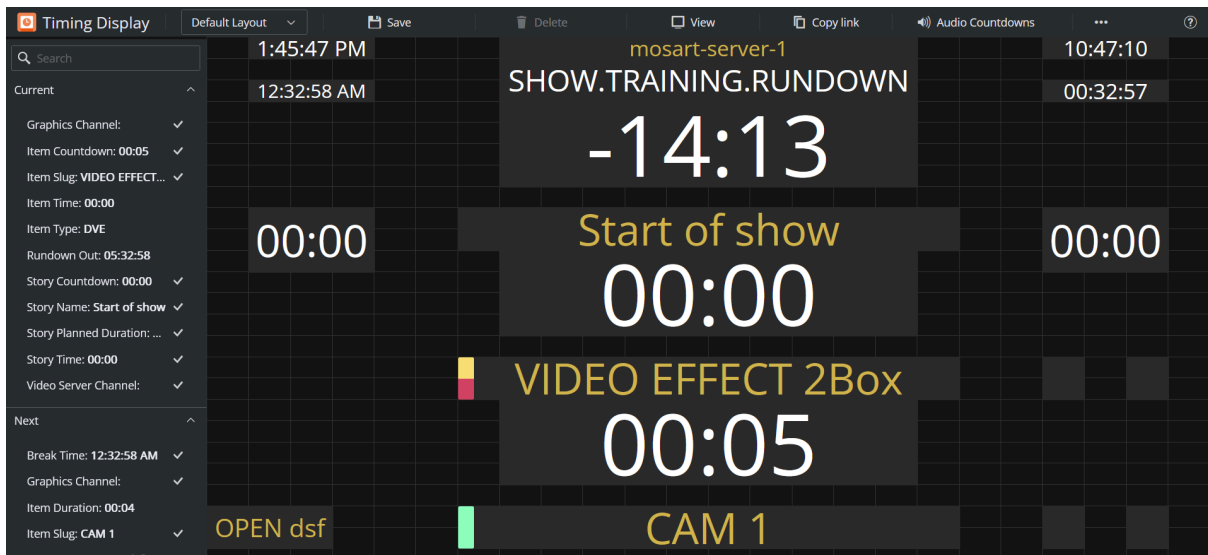 Timing Display
Default Layout
Save
Delete
View
Copy link
Audio Countdowns
•••
?
Search
Current
Graphics Channel:
Item Countdown: 00:05
Item Slug: VIDEO EFFECT...
Item Time: 00:00
Item Type: DVE
Rundown Out: 05:32:58
Story Countdown: 00:00
Story Name: Start of show
Story Planned Duration: ...
Story Time: 00:00
Video Server Channel:
Next
Break Time: 12:32:58 AM
Graphics Channel:
Item Duration: 00:04
Item Slug: CAM 1
1:45:47 PM
mosart-server-1
10:47:10
12:32:58 AM
SHOW.TRAINING.RUNDOWN
00:32:57
-14:13
00:00
Start of show
00:00
00:00
VIDEO EFFECT 2Box
00:05
OPEN dsf
CAM 1